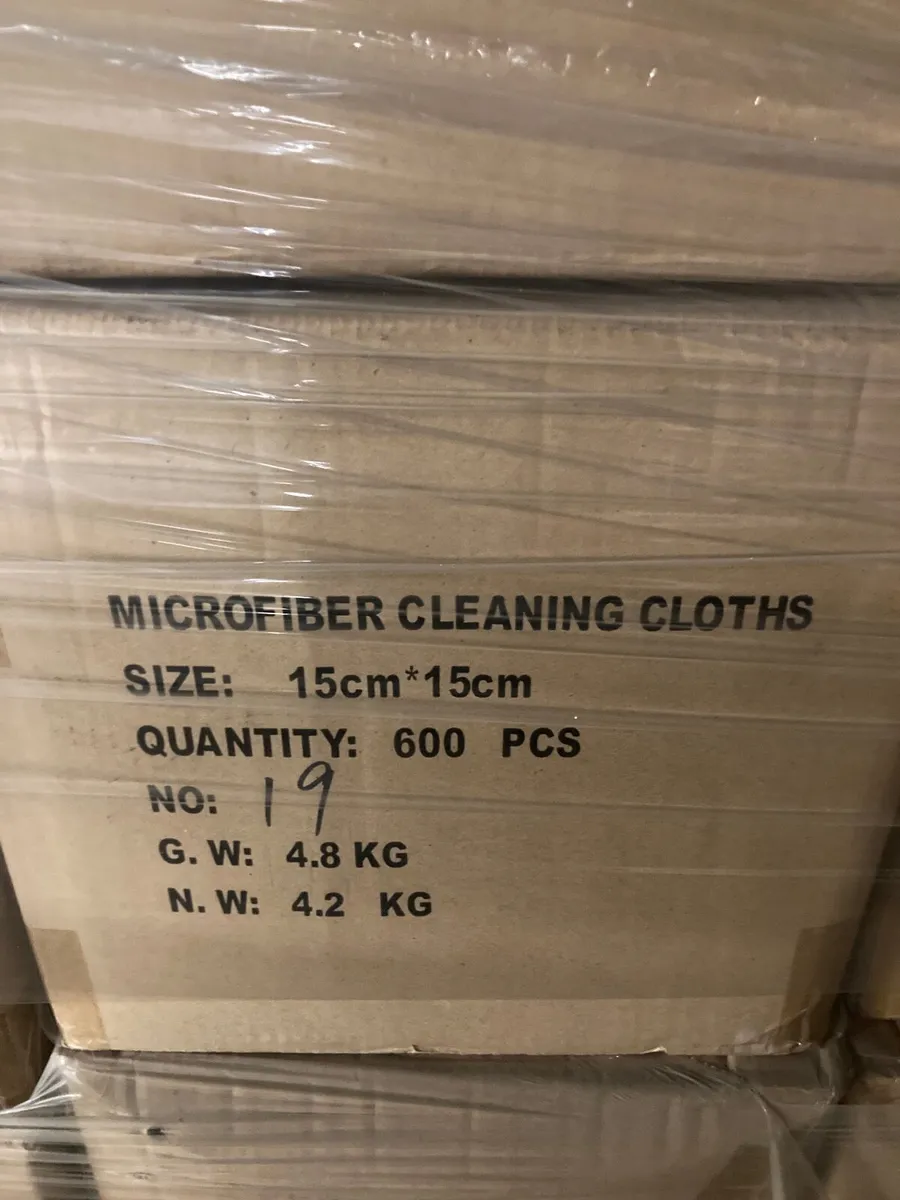 MICROFIBER CLEANING CLOTHS
SIZE: 15cm*15cm
QUANTITY: 600 PCS
NO: 19
G. W: 4.8 KG
N. W: 4.2 KG